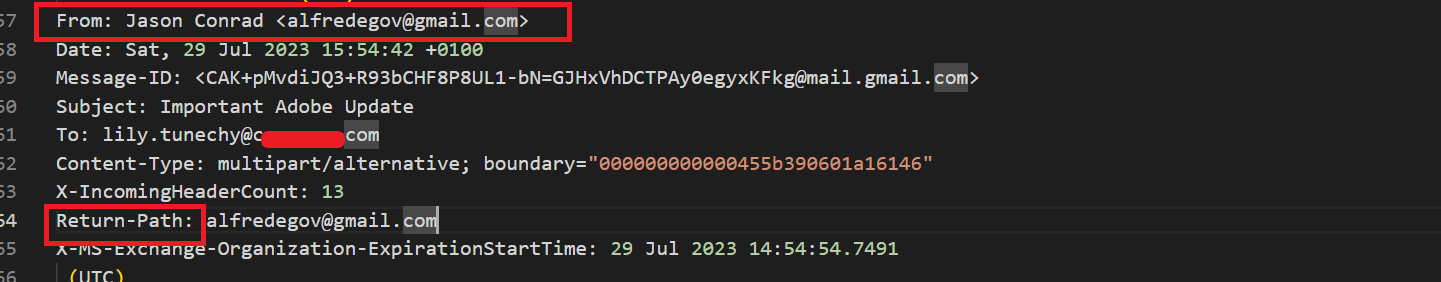 57 From: Jason Conrad <alfredegov@gmail.com>
58 Date: Sat, 29 Jul 2023 15:54:42 +0100
59 Message-ID: <CAK+pMvdiJQ3+R93bCHF8P8UL1-bN=GJHxVhDCTPAy0egyxKFkg@mail.gmail.com>
60 Subject: Important Adobe Update
61 To: lily.tunechy@c com
62 Content-Type: multipart/alternative; boundary="000000000000455b390601a16146"
63 X-IncomingHeaderCount: 13
64 Return-Path: alfredegov@gmail.com
65 X-MS-Exchange-Organization-ExpirationStartTime: 29 Jul 2023 14:54:54.7491
66 (UTC)